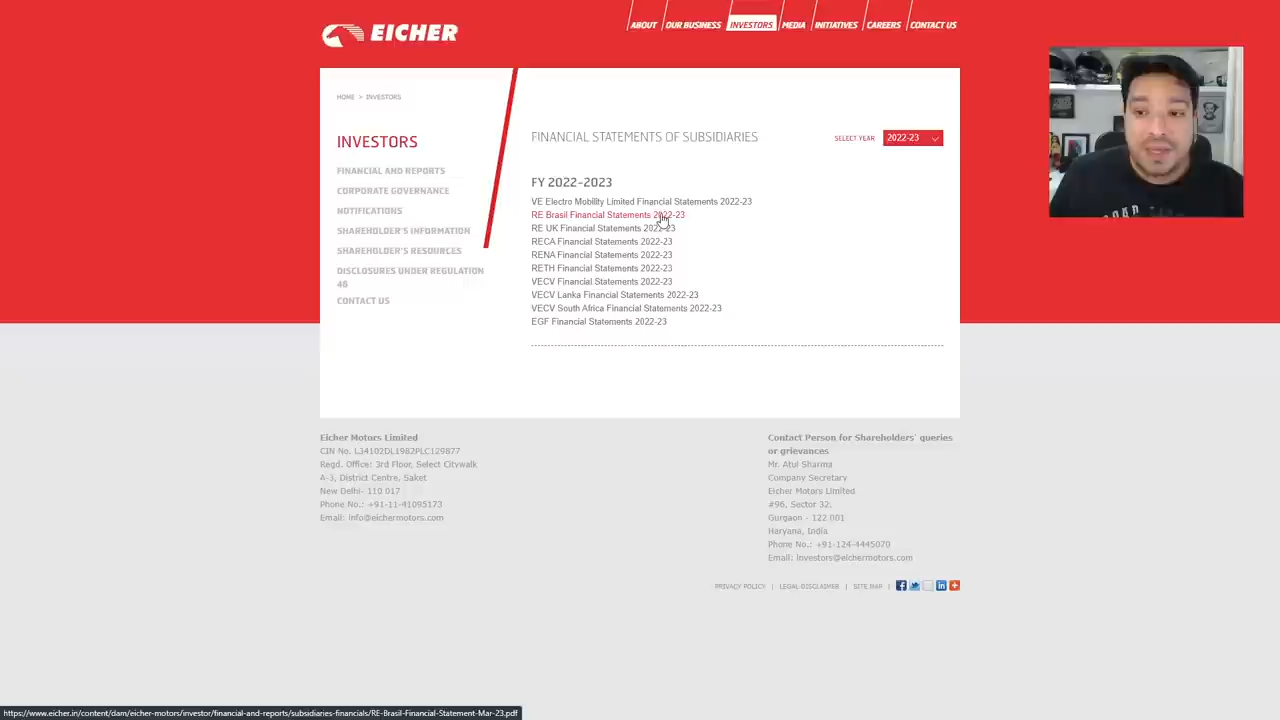 EICHER
ABOUT
OUR BUSINESS
INVESTORS
MEDIA
INITIATIVES
CAREERS
CONTACT US
HOME > INVESTORS
INVESTORS
FINANCIAL AND REPORTS
CORPORATE GOVERNANCE
NOTIFICATIONS
SHAREHOLDER'S INFORMATION
SHAREHOLDER'S RESOURCES
DISCLOSURES UNDER REGULATION
46
CONTACT US
FINANCIAL STATEMENTS OF SUBSIDIARIES
SELECT YEAR
2022-23
FY 2022-2023
VE Electro Mobility Limited Financial Statements 2022-23
RE Brasil Financial Statements 2022-23
RE UK Financial Statements 2022-23
RECA Financial Statements 2022-23
RENA Financial Statements 2022-23
RETH Financial Statements 2022-23
VECV Financial Statements 2022-23
VECV Lanka Financial Statements 2022-23
VECV South Africa Financial Statements 2022-23
EGF Financial Statements 2022-23
Eicher Motors Limited
CIN No. L34102DL1982PLC129877
Regd. Office: 3rd Floor, Select Citywalk
A-3, District Centre, Saket
New Delhi- 110 017
Phone No.: +91-11-41095173
Email: info@eichermotors.com
Contact Person for Shareholders' queries
or grievances
Mr. Atul Sharma
Company Secretary
Eicher Motors Limited
#96, Sector 32,
Gurgaon - 122 001
Haryana, India
Phone No.: +91-124-4445070
Email: investors@eichermotors.com
PRIVACY POLICY | LEGAL DISCLAIMER | SITE MAP |
https://www.eicher.in/content/dam/eicher-motors/investor/financial-and-reports/subsidiaries-financials/RE-Brasil-Financial-Statement-Mar-23.pdf